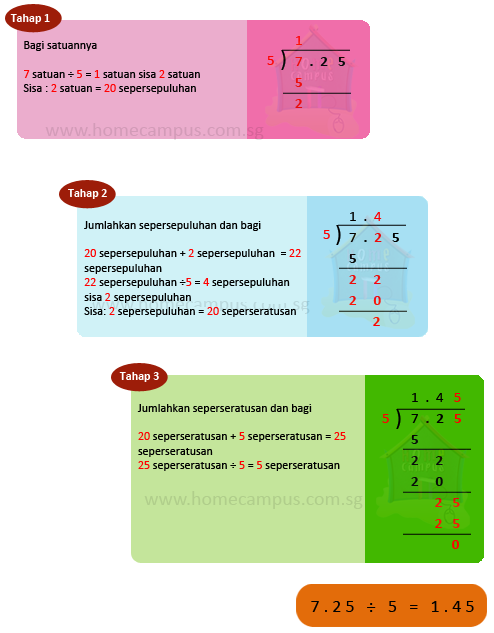 Tahap 1
Bagi satuannya
7 satuan ÷ 5 = 1 satuan sisa 2 satuan
Sisa : 2 satuan = 20 sepersepuluhan
1
5 ) 7 . 2 5
5
2
www.homecampus.com.sg
Tahap 2
Jumlahkan sepersepuluhan dan bagi
20 sepersepuluhan + 2 sepersepuluhan = 22
sepersepuluhan
22 sepersepuluhan ÷5 = 4 sepersepuluhan
sisa 2 sepersepuluhan
Sisa: 2 sepersepuluhan = 20 seperseratusan
1 . 4
5 ) 7 . 2 5
5
2 2
2 0
2
www.homecampus.com.sg
Tahap 3
Jumlahkan seperseratusan dan bagi
20 seperseratusan + 5 seperseratusan = 25
seperseratusan
25 seperseratusan ÷ 5 = 5 seperseratusan
1 . 4 5
5 ) 7 . 2 5
5
2 2
2 0
2 5
2 5
0
www.homecampus.com.sg
7.25 ÷ 5 = 1.45